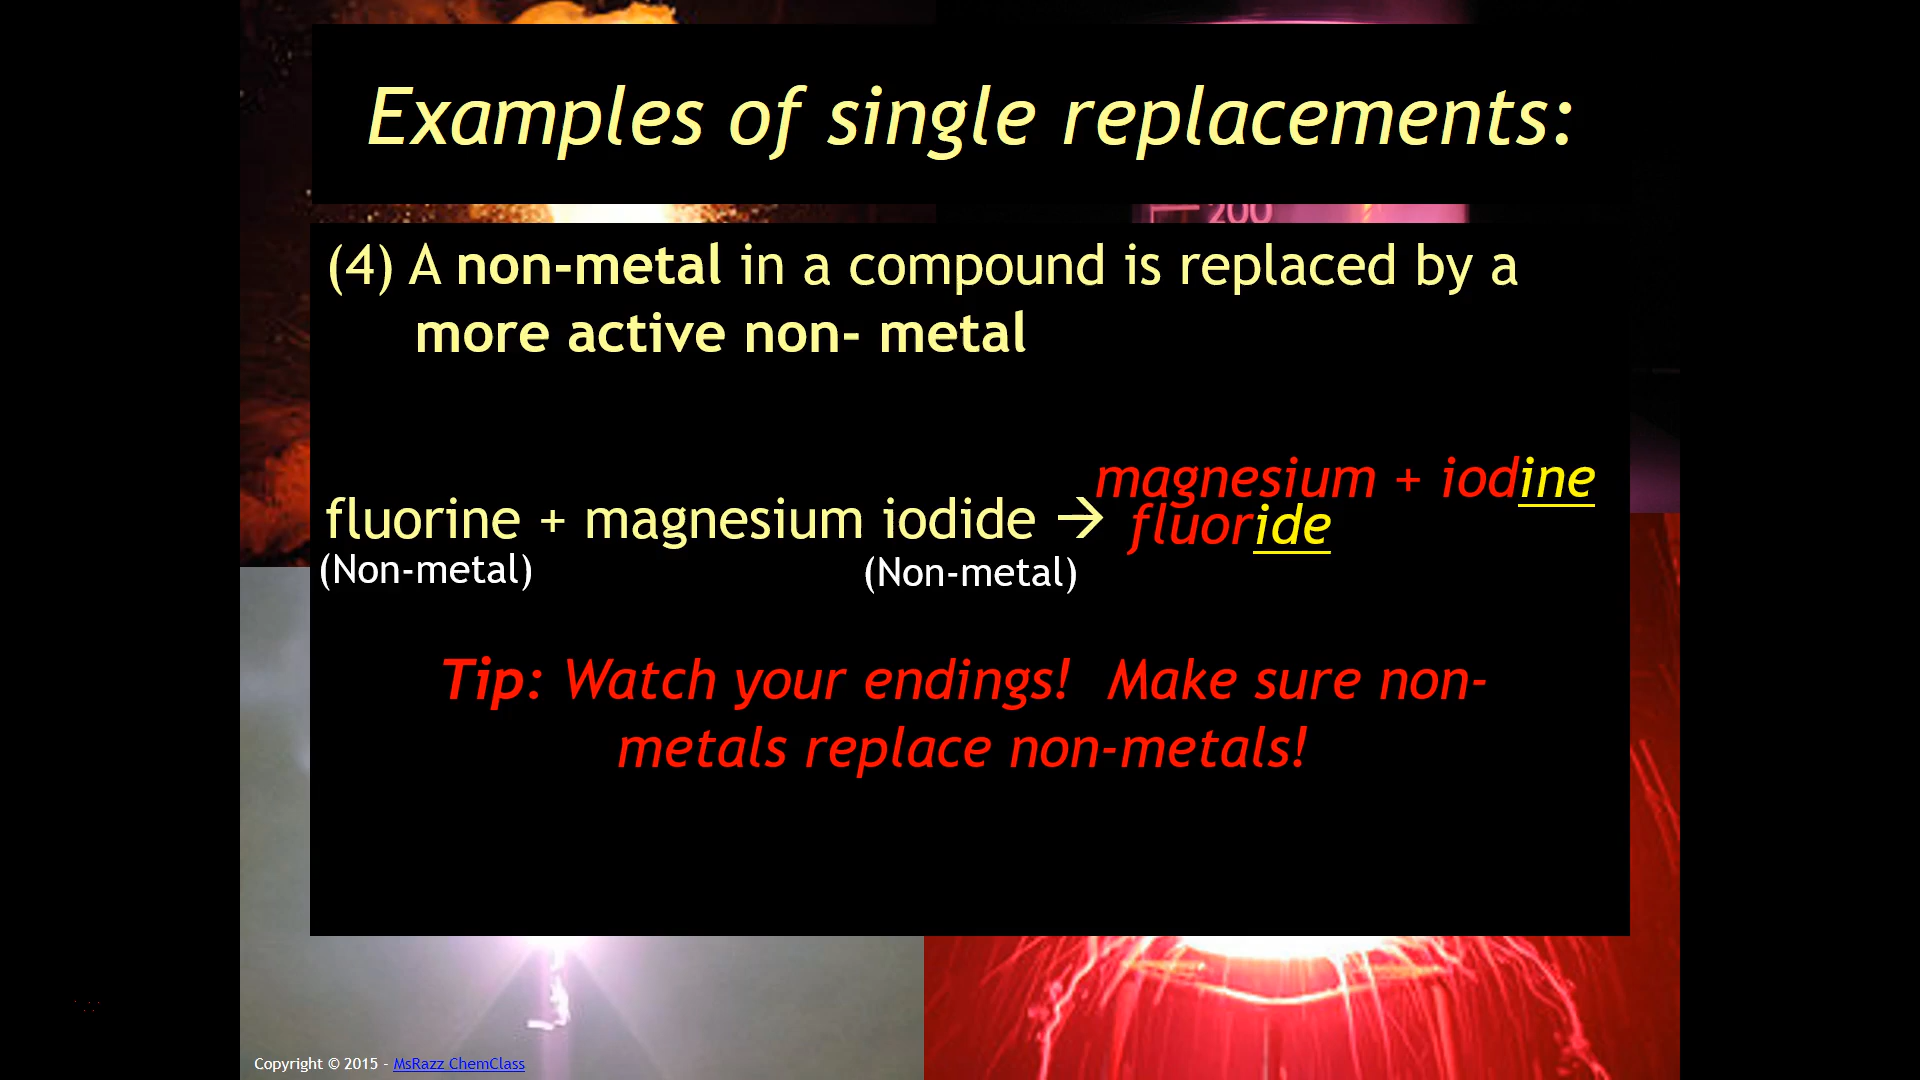 200
Examples of single replacements:
(4) A non-metal in a compound is replaced by a
more active non- metal
fluorine + magnesium iodide → magnesium + iodine
fluoride
(Non-metal) (Non-metal)
Tip: Watch your endings! Make sure non-
metals replace non-metals!
Copyright © 2015 - MsRazz ChemClass